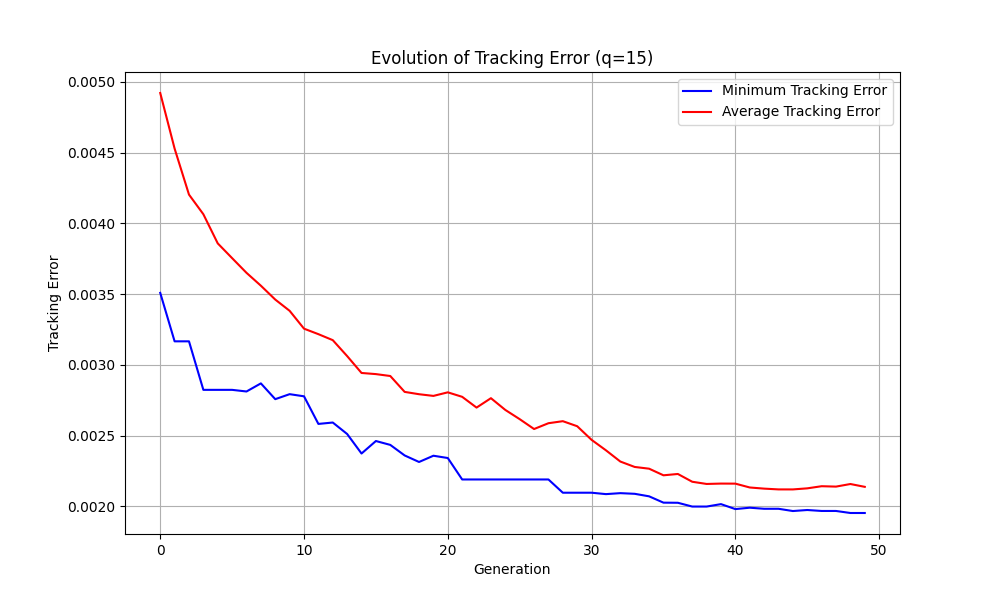 Evolution of Tracking Error (q=15)
Minimum Tracking Error
Average Tracking Error
Tracking Error
0.0050
0.0045
0.0040
0.0035
0.0030
0.0025
0.0020
0 10 20 30 40 50
Generation